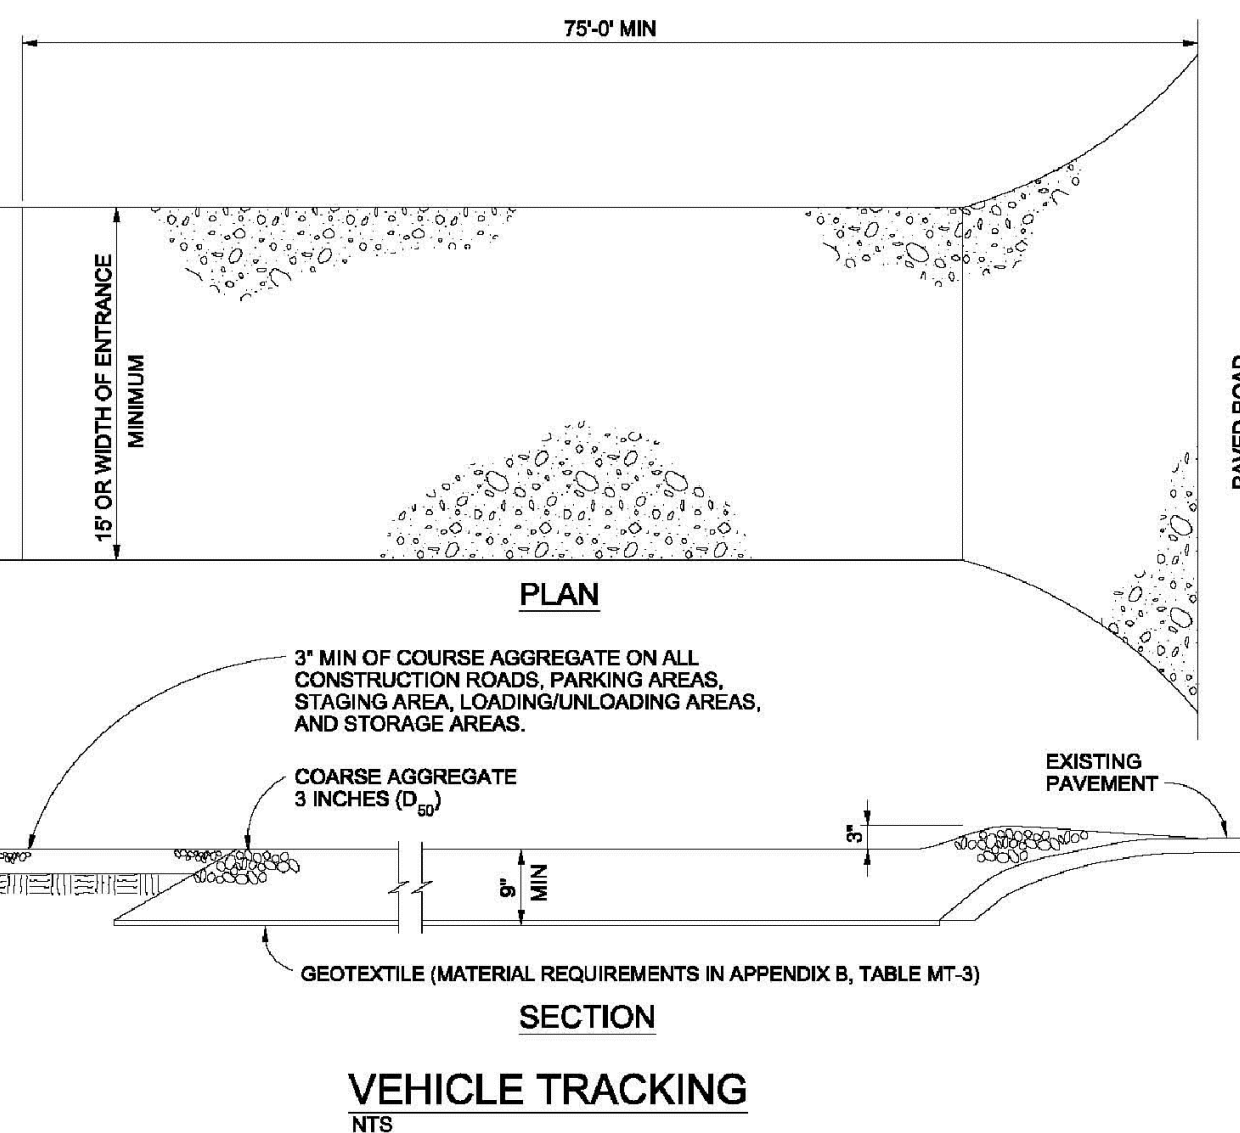 75'-0' MIN
15' OR WIDTH OF ENTRANCE
MINIMUM
PAVED ROAD
PLAN
3" MIN OF COURSE AGGREGATE ON ALL
CONSTRUCTION ROADS, PARKING AREAS,
STAGING AREA, LOADING/UNLOADING AREAS,
AND STORAGE AREAS.
COARSE AGGREGATE
3 INCHES (D50)
EXISTING
PAVEMENT
3"
9"
MIN
GEOTEXTILE (MATERIAL REQUIREMENTS IN APPENDIX B, TABLE MT-3)
SECTION
VEHICLE TRACKING
NTS